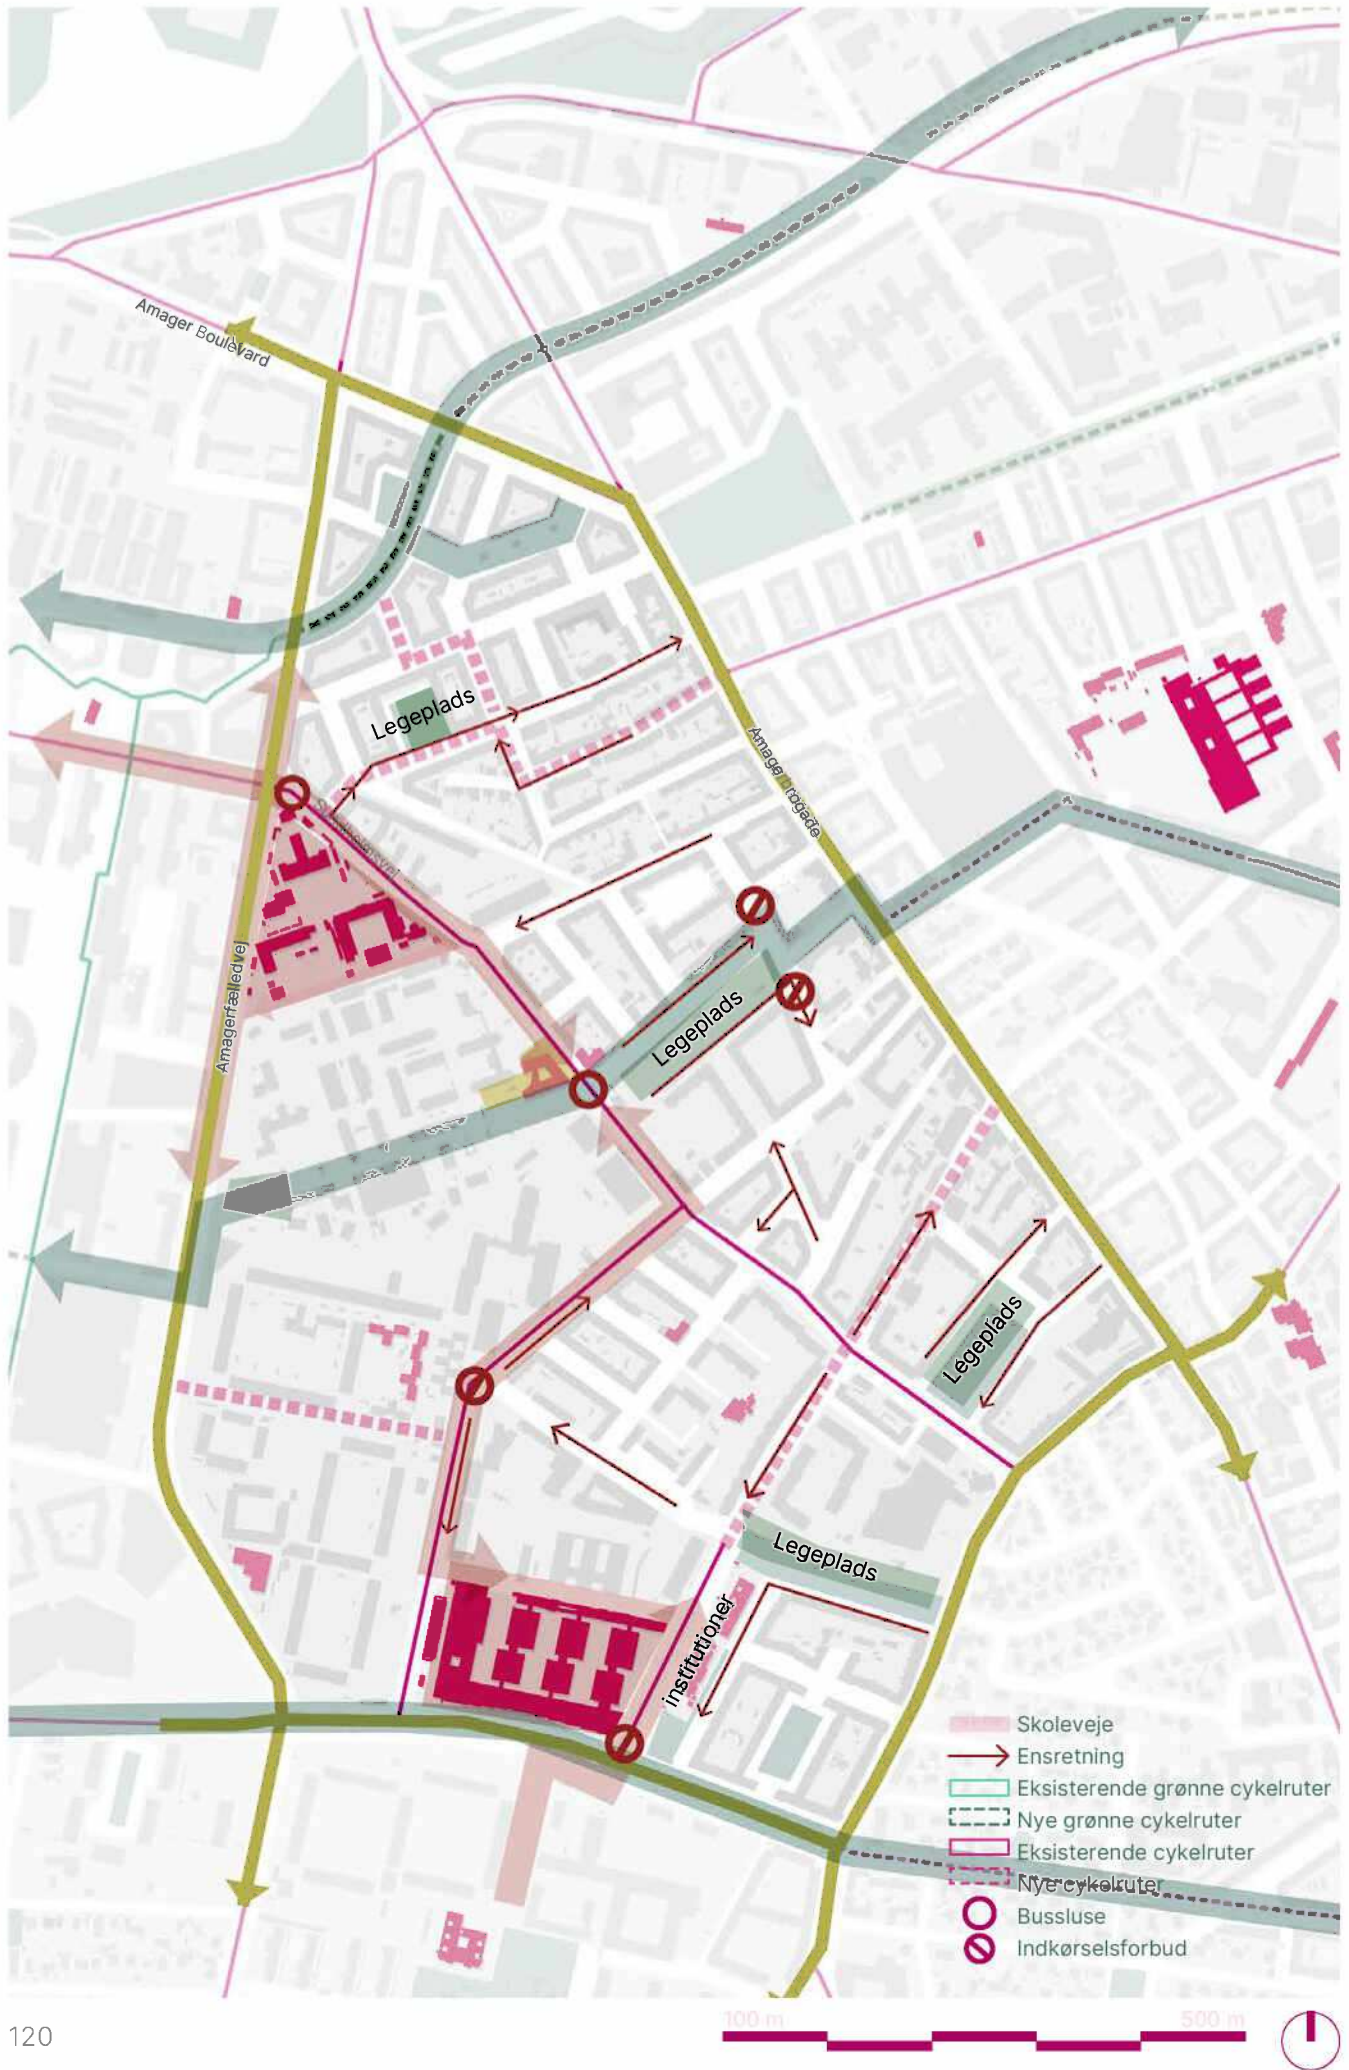 Amager Boulevard
Legeplads
Amagerbrogade
Amagerfælledvej
Legeplads
Legeplads
Legeplads
institutioner
Skoleveje
Ensretning
Eksisterende grønne cykelruter
Nye grønne cykelruter
Eksisterende cykelruter
Nye cykelruter
Bussluse
Indkørselsforbud
100 m
500 m
120